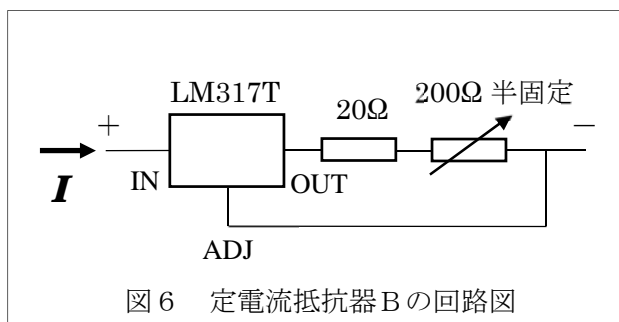 LM317T
20Ω
200Ω 半固定
+
−
I
IN
OUT
ADJ
図6 定電流抵抗器Bの回路図